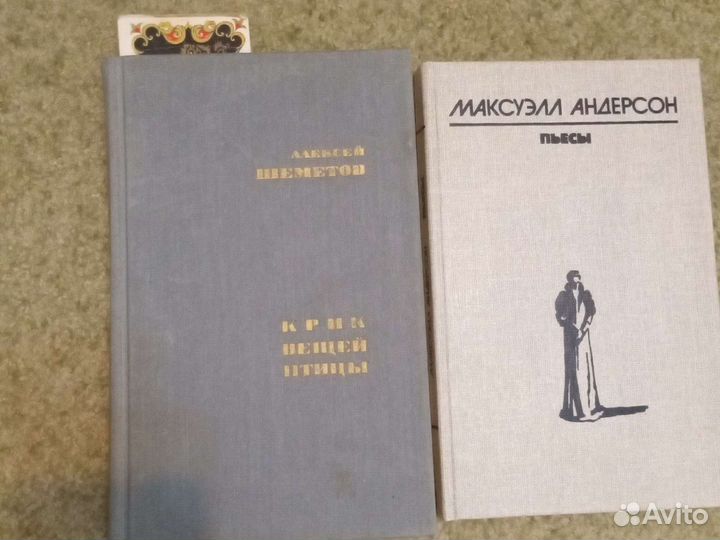 АЛЕКСЕЙ
ШЕМЕТОВ
КРИК
ВЕЩЕЙ
ПТИЦЫ
МАКСУЭЛЛ АНДЕРСОН
ПЬЕСЫ
Avito